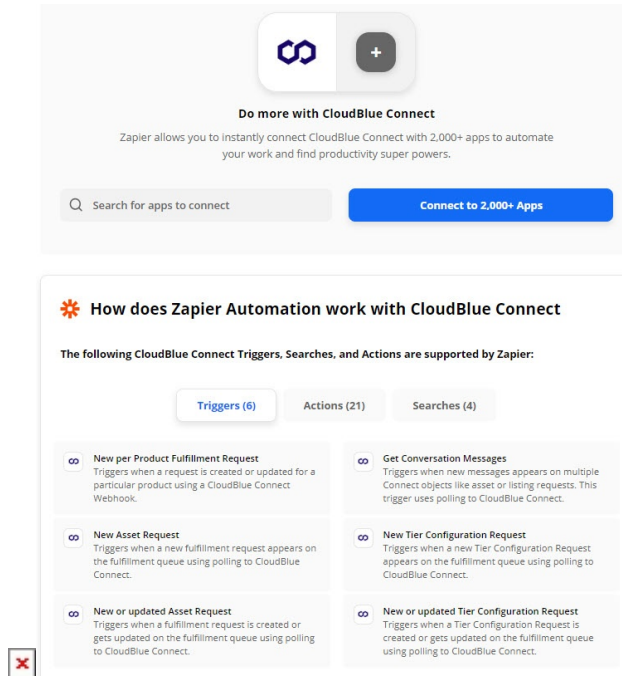 Do more with CloudBlue Connect
Zapier allows you to instantly connect CloudBlue Connect with 2,000+ apps to automate
your work and find productivity super powers.
Search for apps to connect
Connect to 2,000+ Apps
How does Zapier Automation work with CloudBlue Connect
The following CloudBlue Connect Triggers, Searches, and Actions are supported by Zapier:
Triggers (6)
Actions (21)
Searches (4)
New per Product Fulfillment Request
Triggers when a request is created or updated for a
particular product using a CloudBlue Connect
Webhook.
Get Conversation Messages
Triggers when new messages appears on multiple
Connect objects like asset or listing requests. This
trigger uses polling to CloudBlue Connect.
New Asset Request
Triggers when a new fulfillment request appears on
the fulfillment queue using polling to CloudBlue
Connect.
New Tier Configuration Request
Triggers when a new Tier Configuration Request
appears on the fulfillment queue using polling to
CloudBlue Connect.
New or updated Asset Request
Triggers when a fulfillment request is created or
gets updated on the fulfillment queue using polling
to CloudBlue Connect.
New or updated Tier Configuration Request
Triggers when a Tier Configuration Request is
created or gets updated on the fulfillment queue
using polling to CloudBlue Connect.